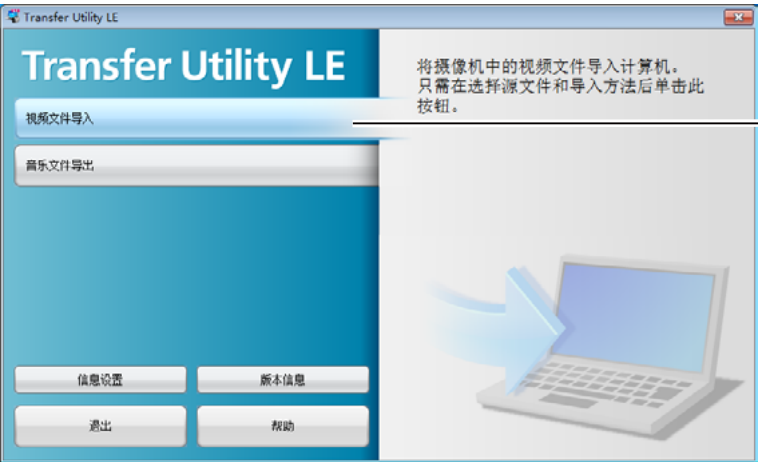 Transfer Utility LE
Transfer Utility LE
视频文件导入
音乐文件导出
信息设置
版本信息
退出
帮助
将摄像机中的视频文件导入计算机。
只需在选择源文件和导入方法后单击此
按钮。